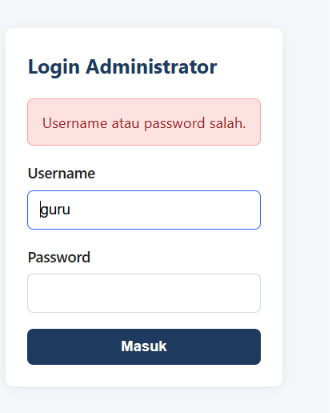 Login Administrator
Username atau password salah.
Username
guru
Password
Masuk